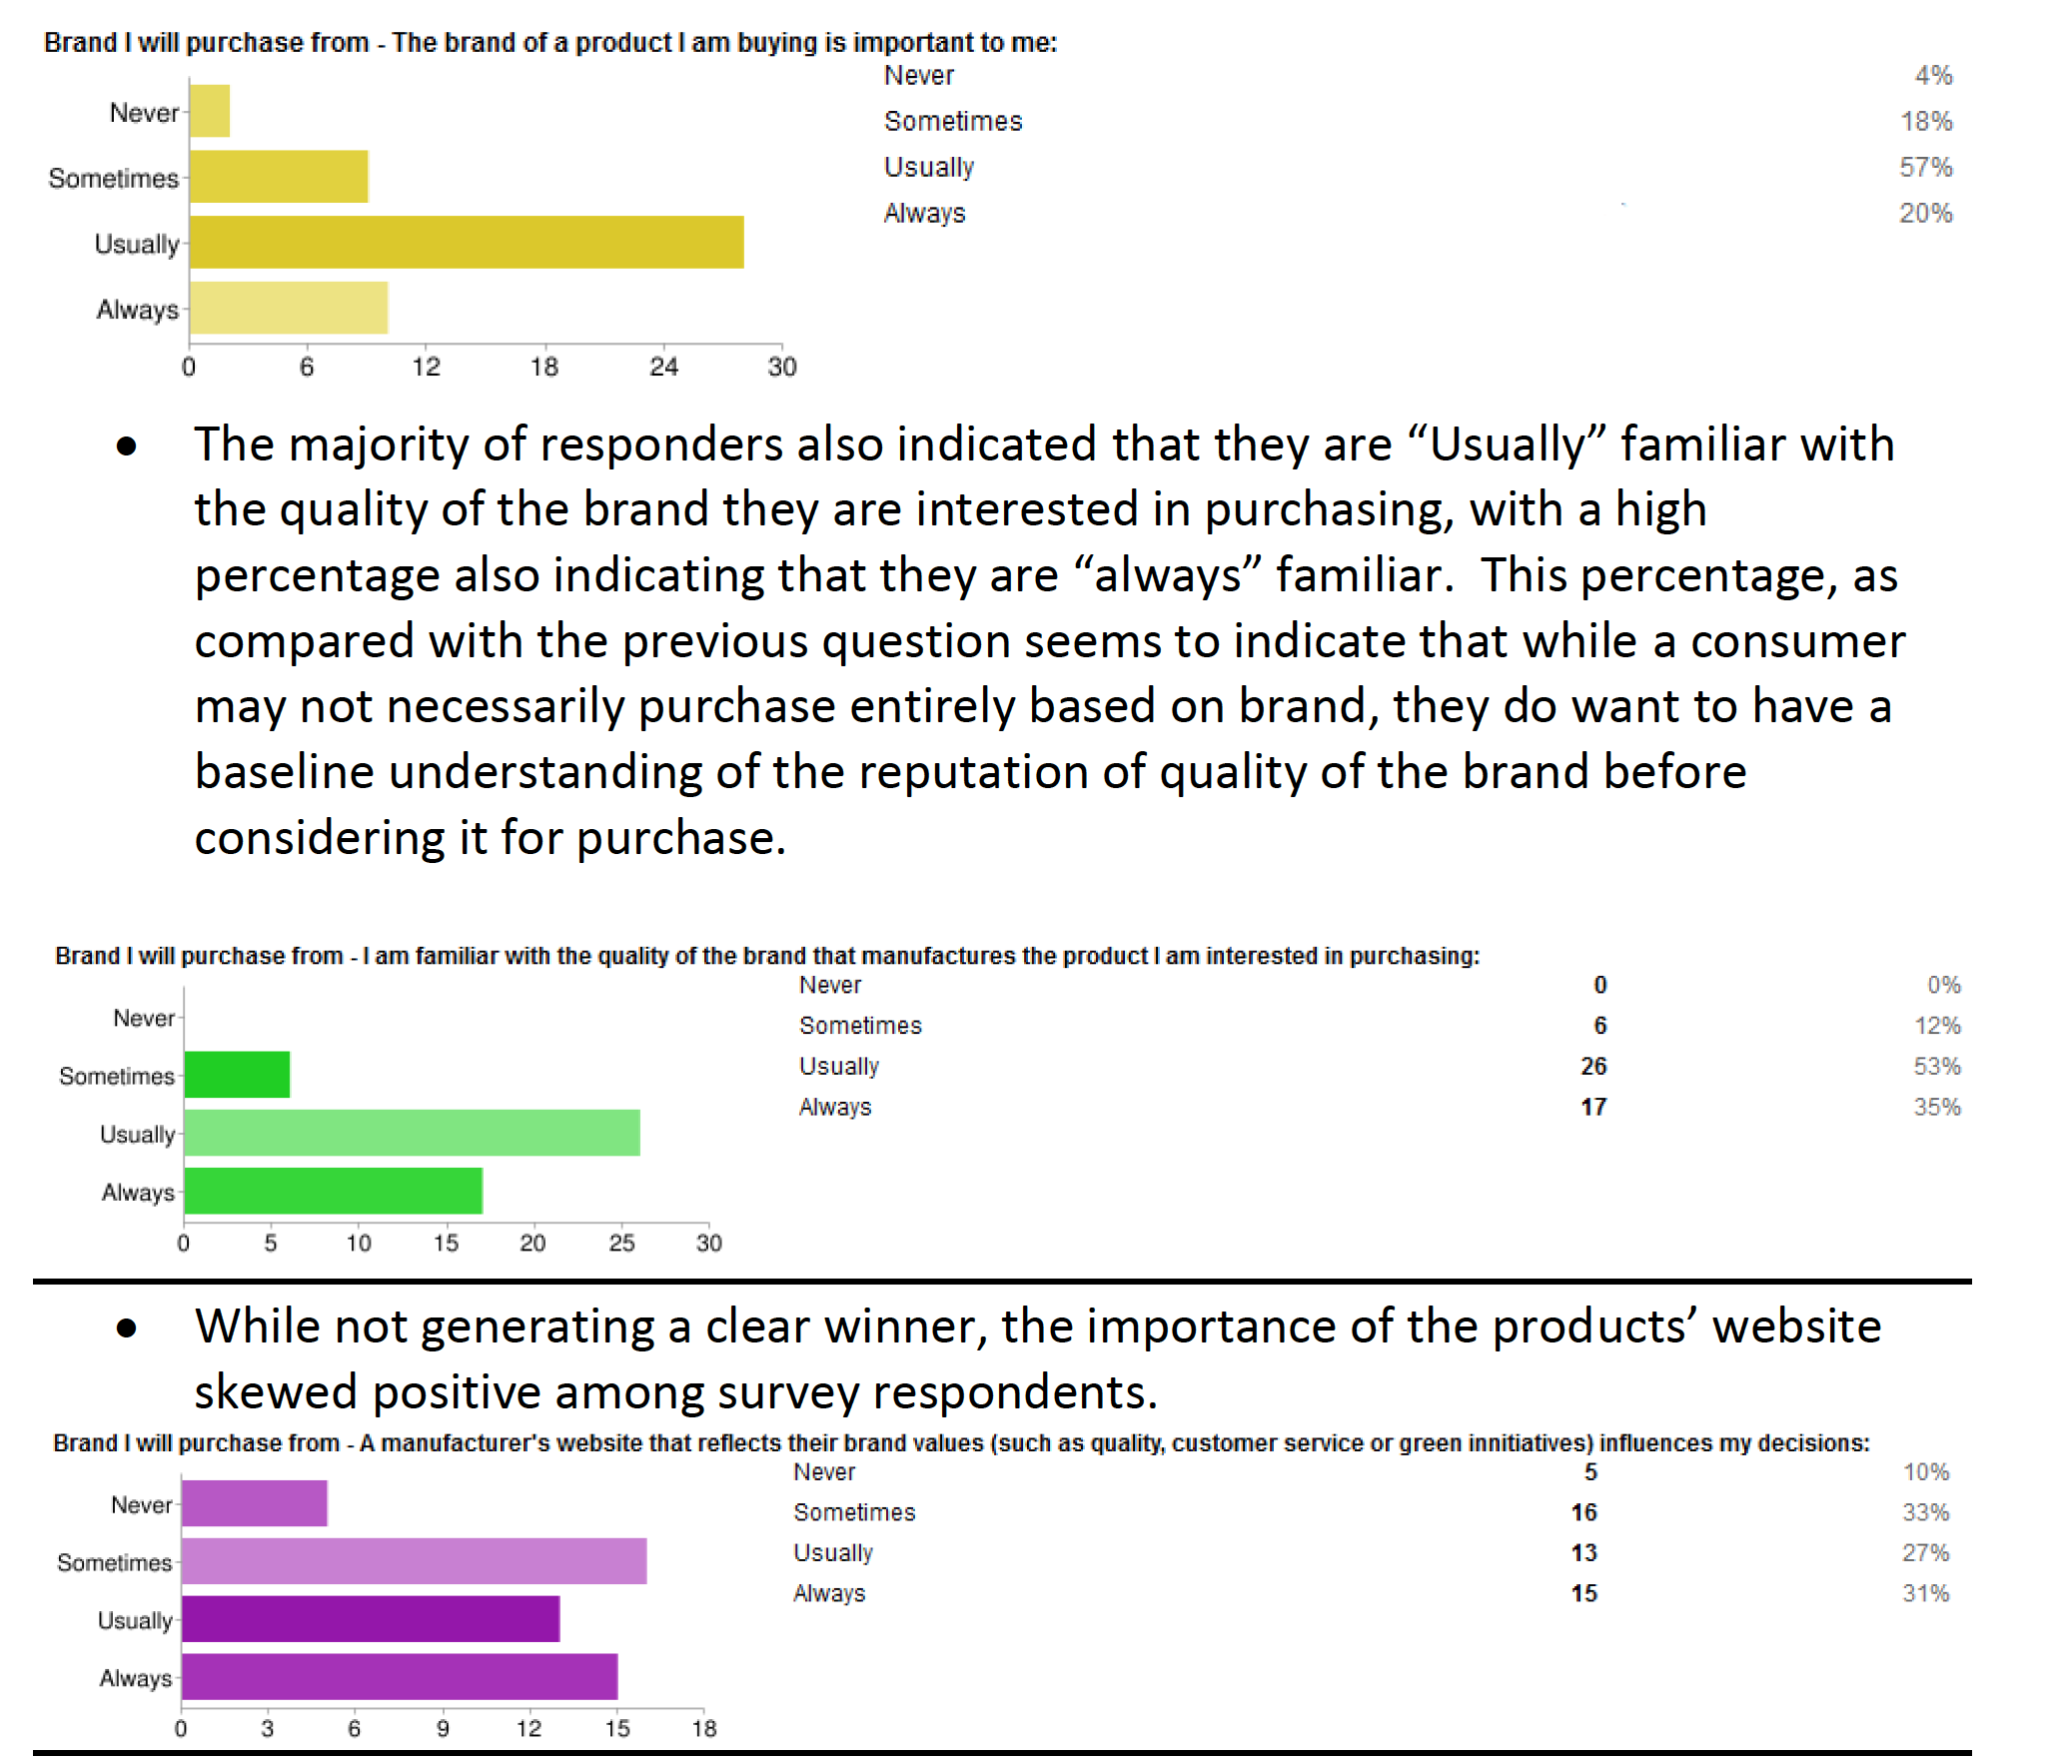 Brand I will purchase from - The brand of a product I am buying is important to me:
Never 4%
Sometimes 18%
Usually 57%
Always 20%
Never
Sometimes
Usually
Always
0 6 12 18 24 30
• The majority of responders also indicated that they are “Usually” familiar with
the quality of the brand they are interested in purchasing, with a high
percentage also indicating that they are “always” familiar.  This percentage, as
compared with the previous question seems to indicate that while a consumer
may not necessarily purchase entirely based on brand, they do want to have a
baseline understanding of the reputation of quality of the brand before
considering it for purchase.
Brand I will purchase from - I am familiar with the quality of the brand that manufactures the product I am interested in purchasing:
Never 0 0%
Sometimes 6 12%
Usually 26 53%
Always 17 35%
Never
Sometimes
Usually
Always
0 5 10 15 20 25 30
• While not generating a clear winner, the importance of the products’ website
skewed positive among survey respondents.
Brand I will purchase from - A manufacturer's website that reflects their brand values (such as quality, customer service or green innitiatives) influences my decisions:
Never 5 10%
Sometimes 16 33%
Usually 13 27%
Always 15 31%
Never
Sometimes
Usually
Always
0 3 6 9 12 15 18